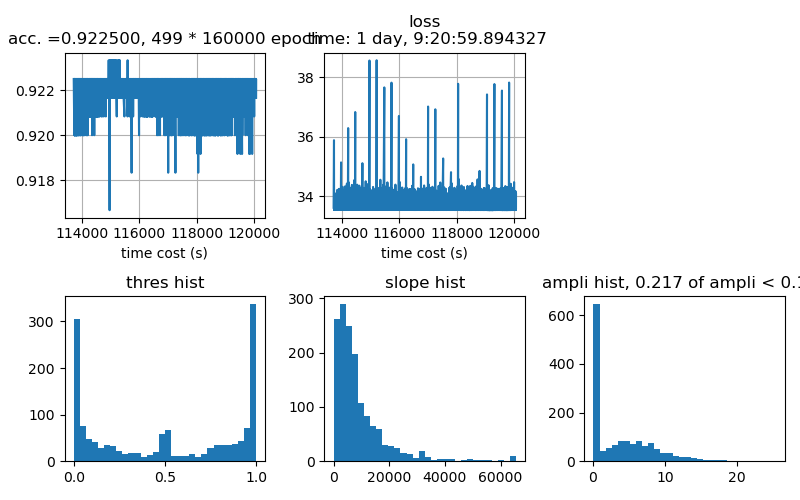 acc. =0.922500, 499 * 160000 epoch
loss
time: 1 day, 9:20:59.894327
0.922
0.920
0.918
114000 116000 118000 120000
time cost (s)
38
36
34
114000 116000 118000 120000
time cost (s)
thres hist
300
200
100
0
0.0 0.5 1.0
slope hist
300
200
100
0
0 20000 40000 60000
ampli hist, 0.217 of ampli < 0.1
600
400
200
0
0 10 20